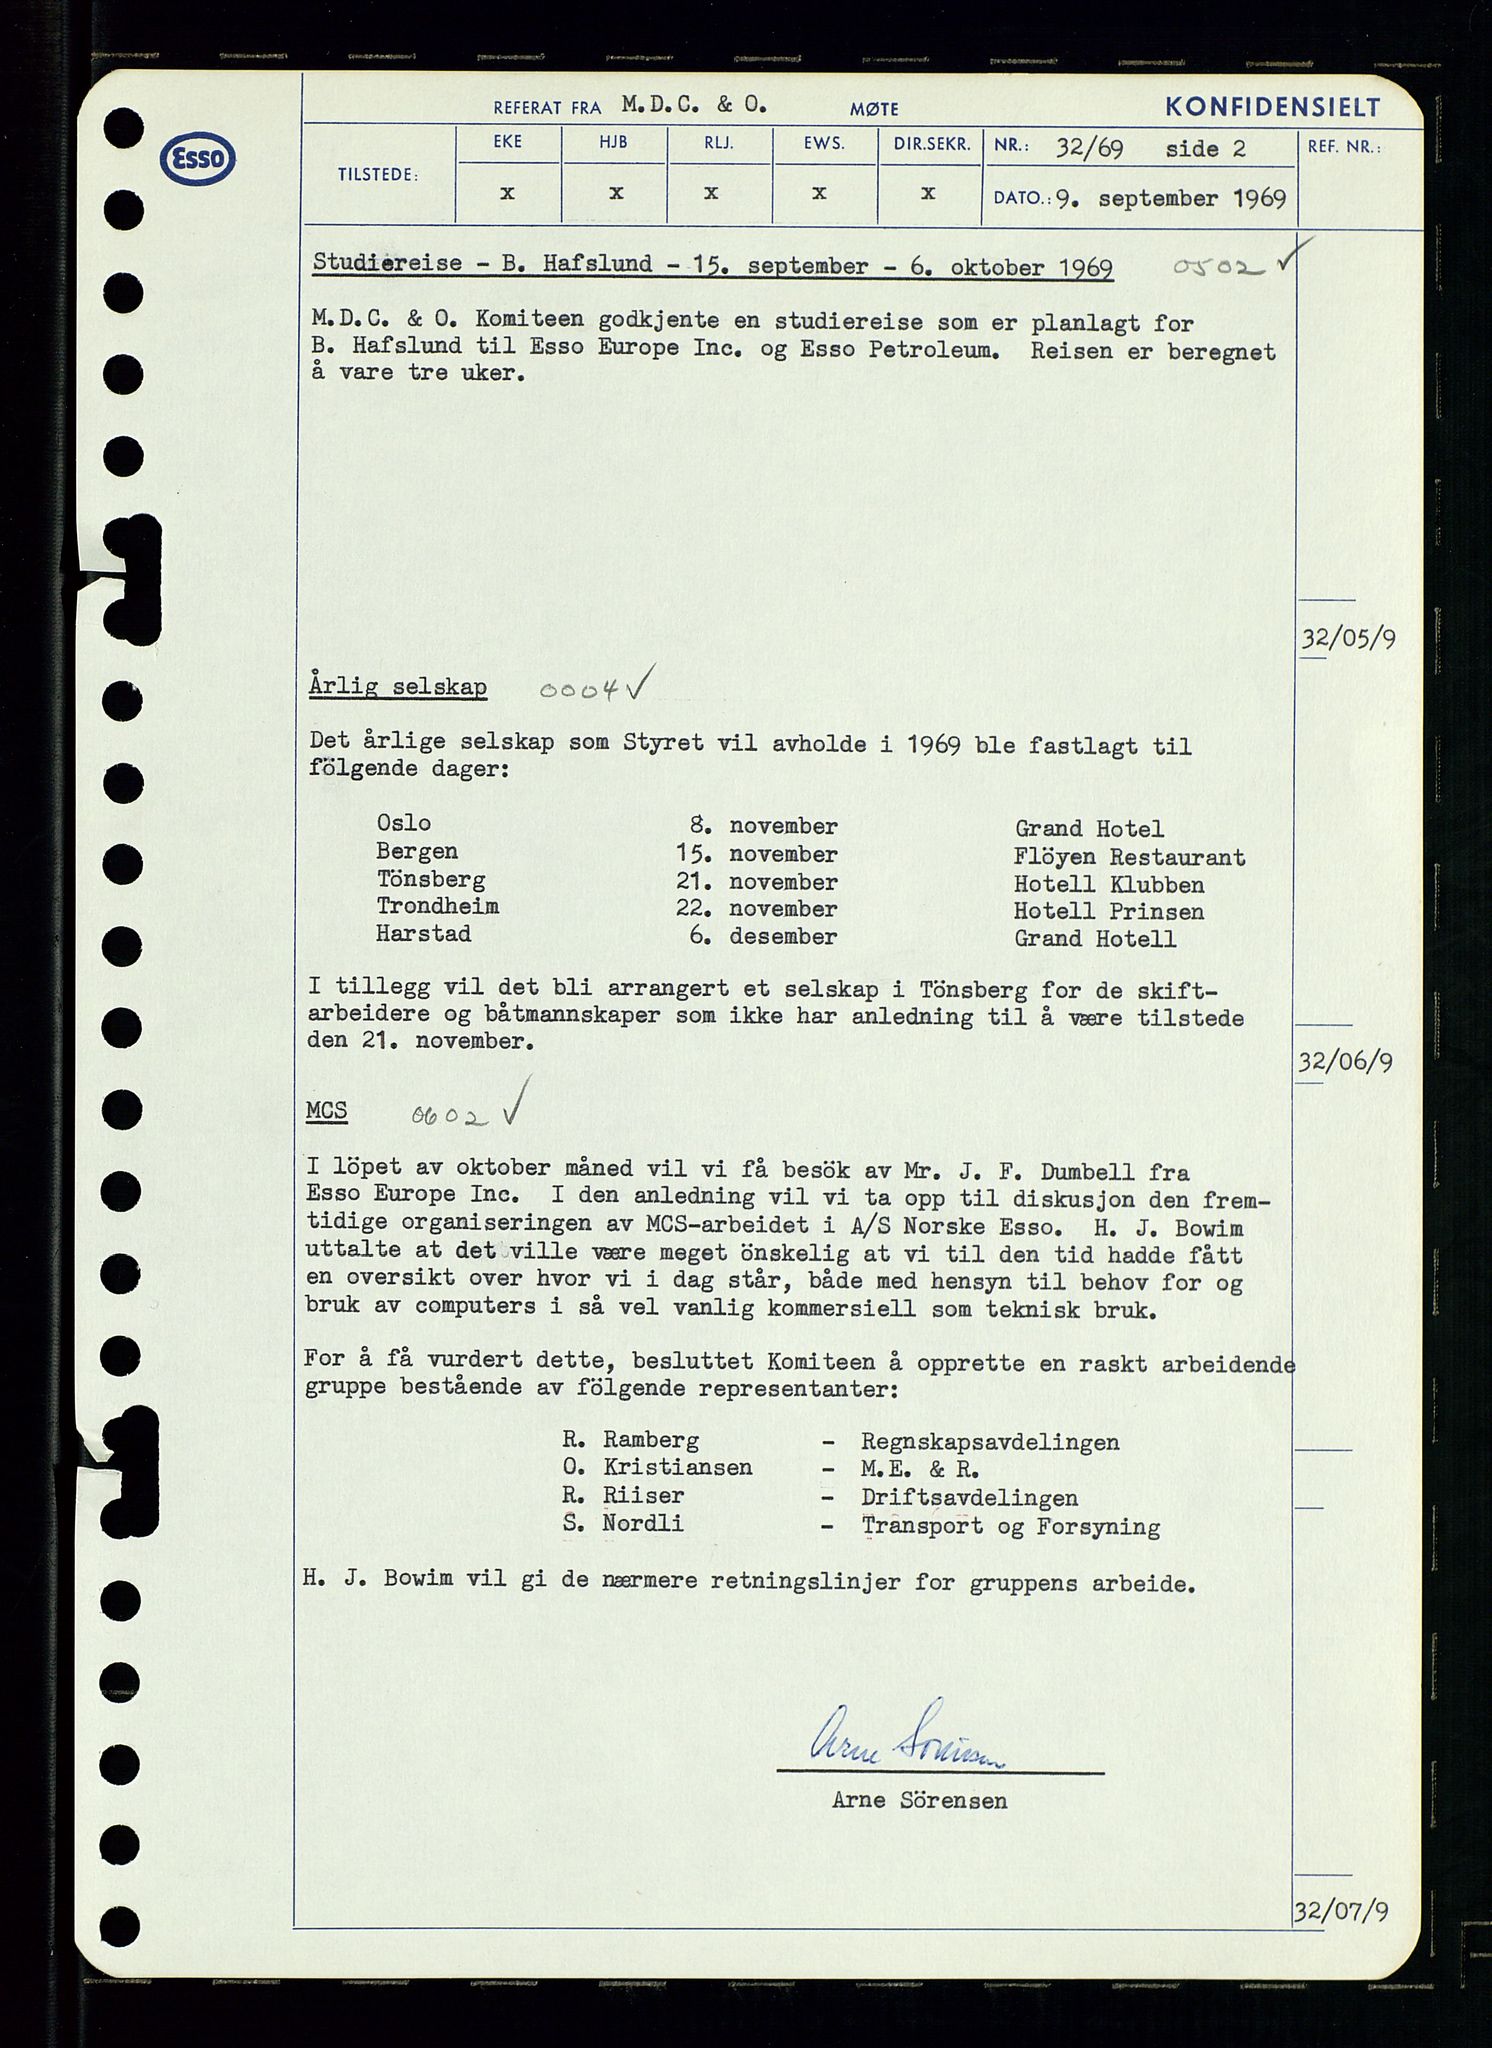 REFERAT FRA M.D.C. & O. MØTE KONFIDENSIELT
Esso
TILSTEDE: EKE HJB RLJ. EWS. DIR.SEKR. NR.: 32/69 side 2 REF. NR.:
x x x x x DATO.: 9. september 1969
Studiereise - B. Hafslund - 15. september - 6. oktober 1969 0502 ✓
M.D.C. & O. Komiteen godkjente en studiereise som er planlagt for
B. Hafslund til Esso Europe Inc. og Esso Petroleum. Reisen er beregnet
å vare tre uker.
32/05/9
Årlig selskap 0004 ✓
Det årlige selskap som Styret vil avholde i 1969 ble fastlagt til
fölgende dager:
Oslo 8. november Grand Hotel
Bergen 15. november Flöyen Restaurant
Tönsberg 21. november Hotell Klubben
Trondheim 22. november Hotell Prinsen
Harstad 6. desember Grand Hotell
I tillegg vil det bli arrangert et selskap i Tönsberg for de skift-
arbeidere og båtmannskaper som ikke har anledning til å være tilstede
den 21. november.
32/06/9
MCS 0602 ✓
I löpet av oktober måned vil vi få besök av Mr. J. F. Dumbell fra
Esso Europe Inc. I den anledning vil vi ta opp til diskusjon den frem-
tidige organiseringen av MCS-arbeidet i A/S Norske Esso. H. J. Bowim
uttalte at det ville være meget önskelig at vi til den tid hadde fått
en oversikt over hvor vi i dag står, både med hensyn til behov for og
bruk av computers i så vel vanlig kommersiell som teknisk bruk.
For å få vurdert dette, besluttet Komiteen å opprette en raskt arbeidende
gruppe bestående av fölgende representanter:
R. Ramberg - Regnskapsavdelingen
O. Kristiansen - M.E. & R.
R. Riiser - Driftsavdelingen
S. Nordli - Transport og Forsyning
H. J. Bowim vil gi de nærmere retningslinjer for gruppens arbeide.
Arne Sörensen
Arne Sörensen
32/07/9